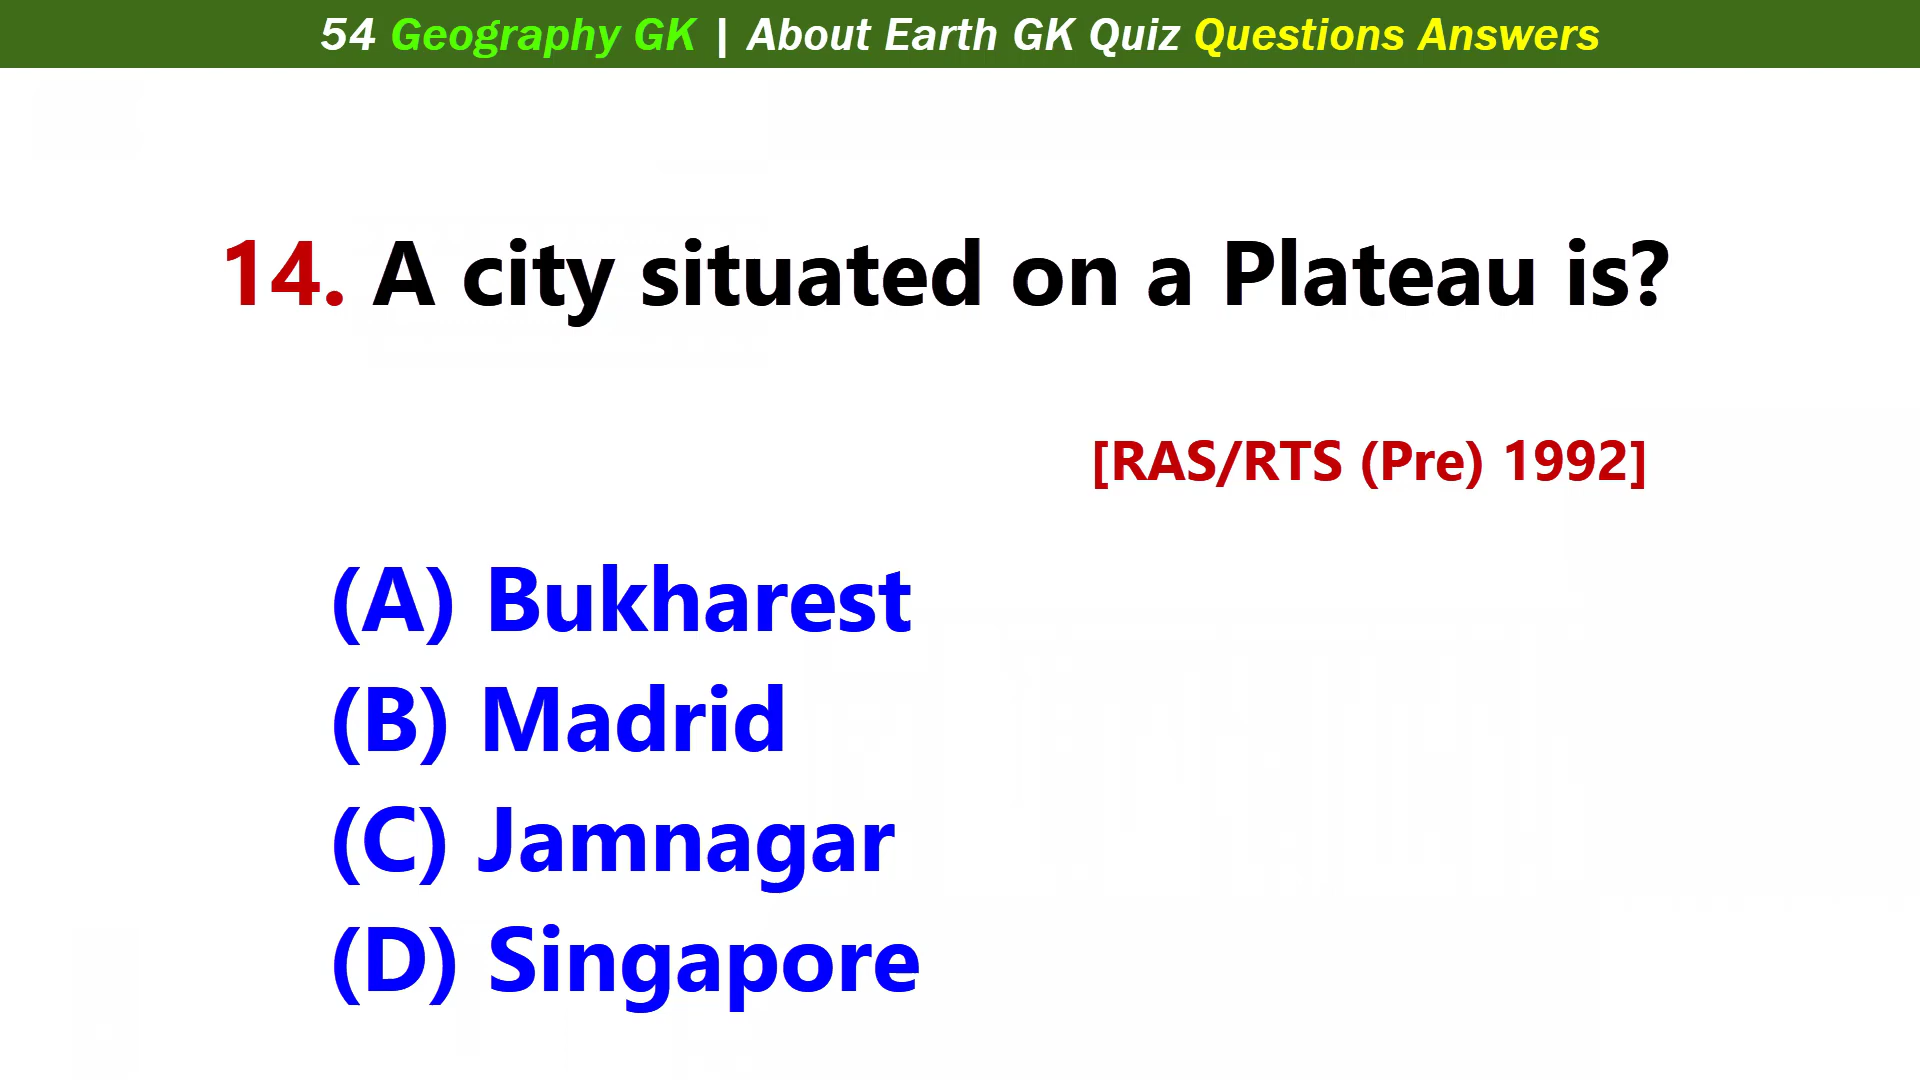 54 Geography GK | About Earth GK Quiz Questions Answers
14. A city situated on a Plateau is?
[RAS/RTS (Pre) 1992]
(A) Bukharest
(B) Madrid
(C) Jamnagar
(D) Singapore